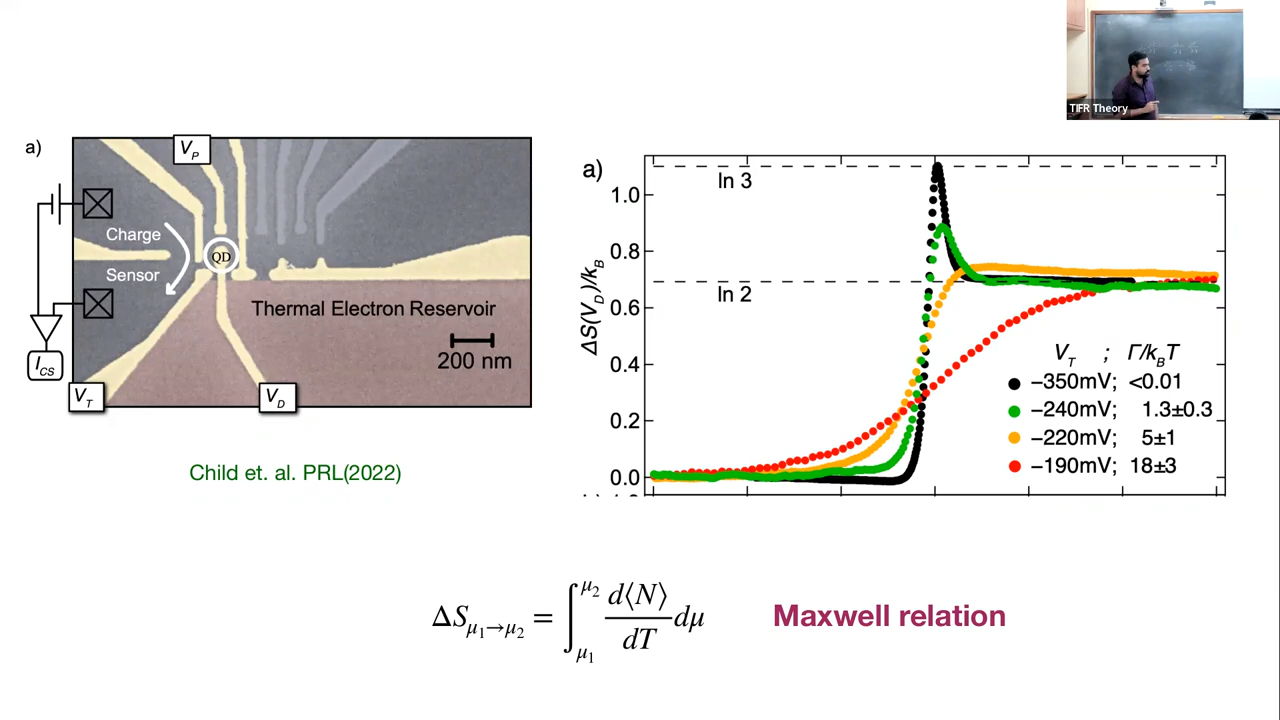 TIFR Theory
a)
V_P
Charge
Sensor
QD
Thermal Electron Reservoir
200 nm
I_CS
V_T
V_D
Child et. al. PRL(2022)
a)
ΔS(V_D)/k_B
1.0
0.8
0.6
0.4
0.2
0.0
ln 3
ln 2
V_T ; Γ/k_BT
−350mV; <0.01
−240mV; 1.3±0.3
−220mV; 5±1
−190mV; 18±3
ΔS_{μ₁→μ₂} = ∫_{μ₁}^{μ₂} d⟨N⟩/dT dμ
Maxwell relation